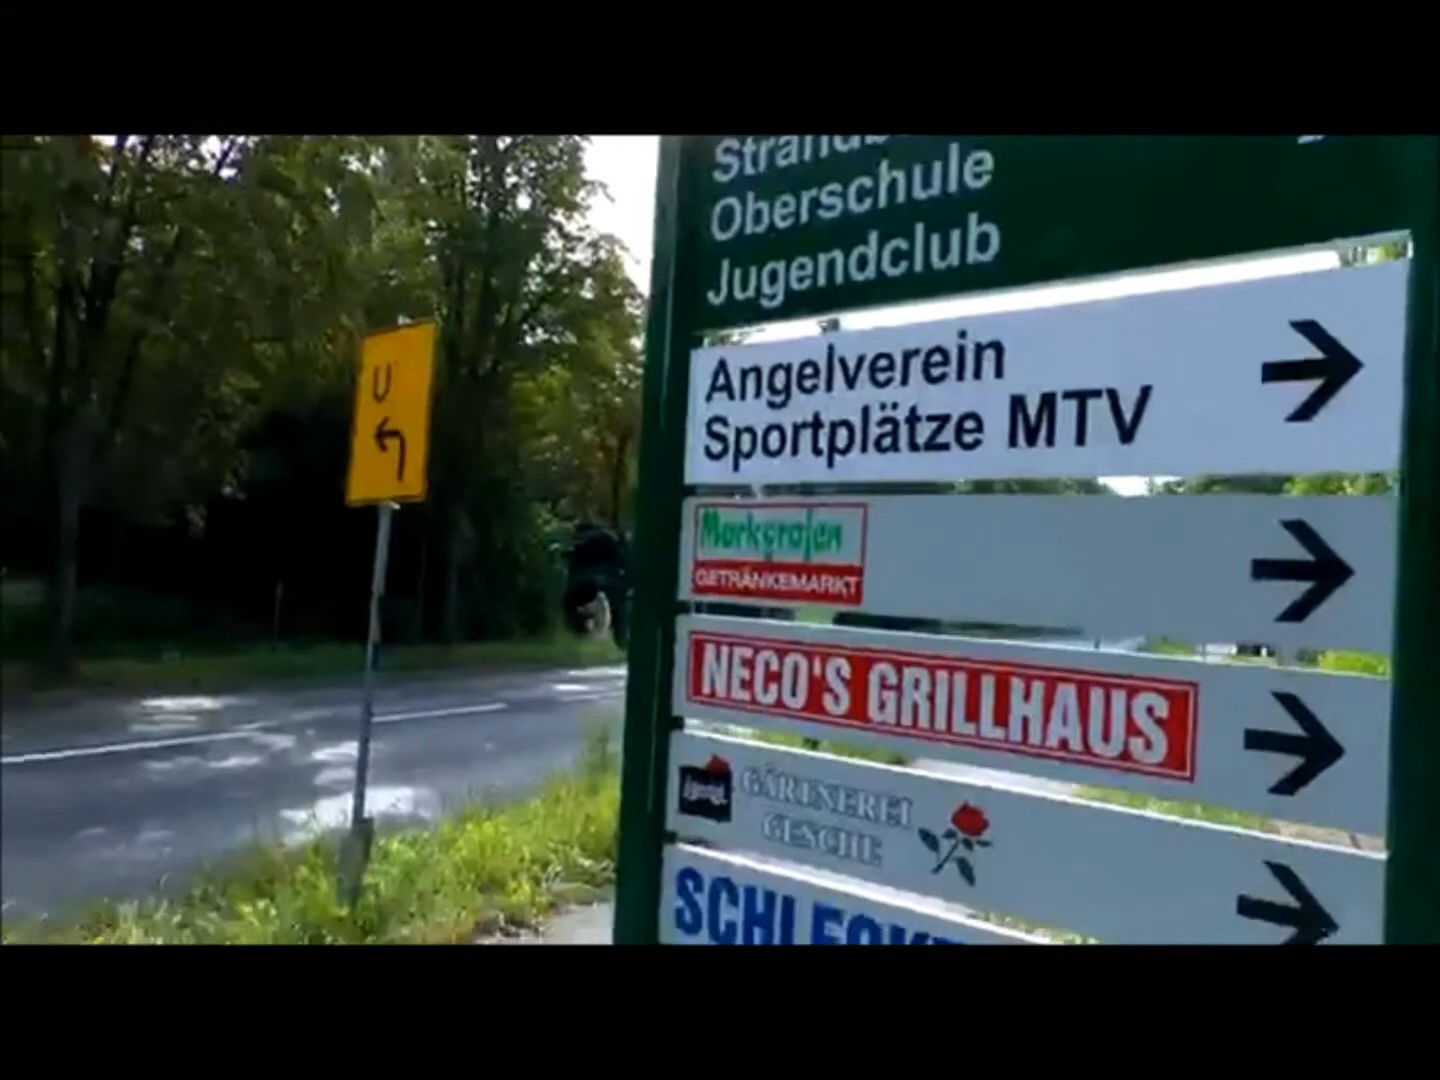 Oberschule
Jugendclub
Angelverein
Sportplätze MTV
U
Markgrafen
GETRÄNKEMARKT
NECO'S GRILLHAUS
GÄRTNEREI
GESCHE